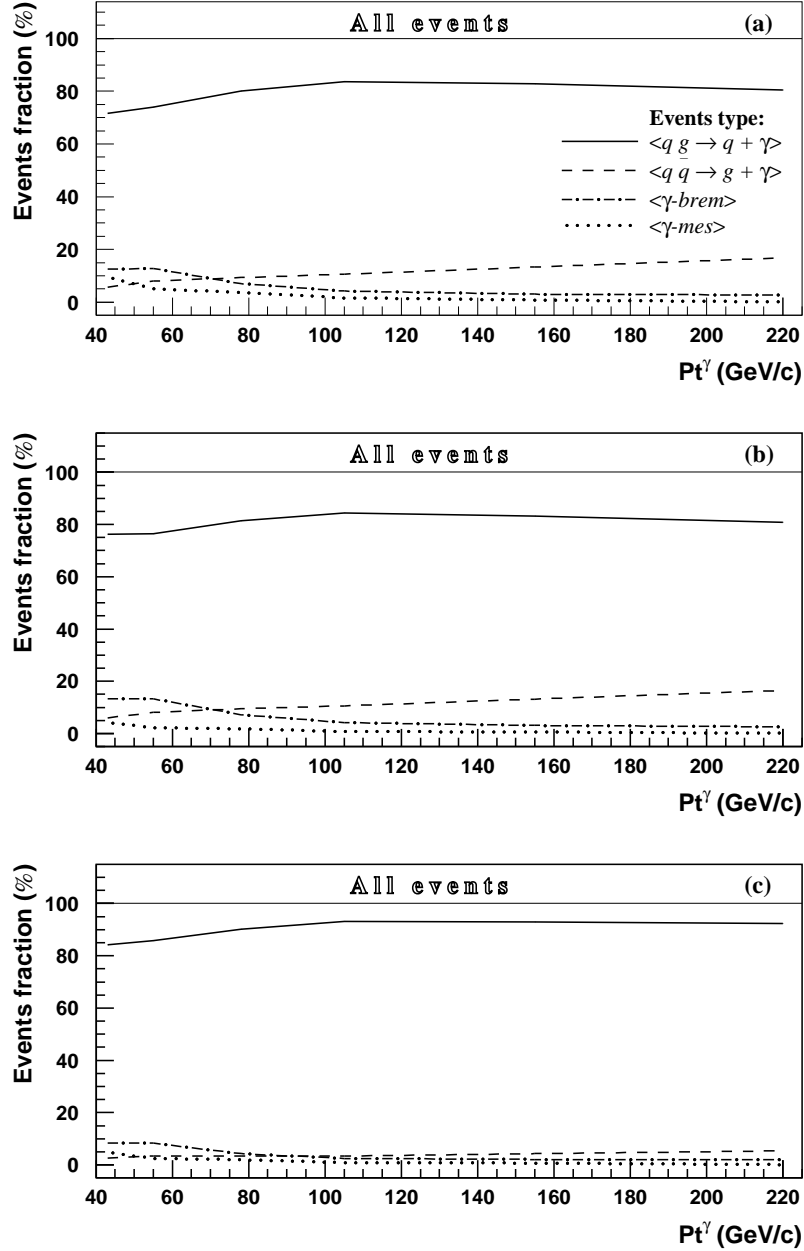 All events (a)
Events fraction (%)
100
80
60
40
20
0
Events type:
<q g → q + γ>
<q q̄ → g + γ>
<γ-brem>
<γ-mes>
40 60 80 100 120 140 160 180 200 220
Pt^γ (GeV/c)
All events (b)
Events fraction (%)
100
80
60
40
20
0
40 60 80 100 120 140 160 180 200 220
Pt^γ (GeV/c)
All events (c)
Events fraction (%)
100
80
60
40
20
0
40 60 80 100 120 140 160 180 200 220
Pt^γ (GeV/c)